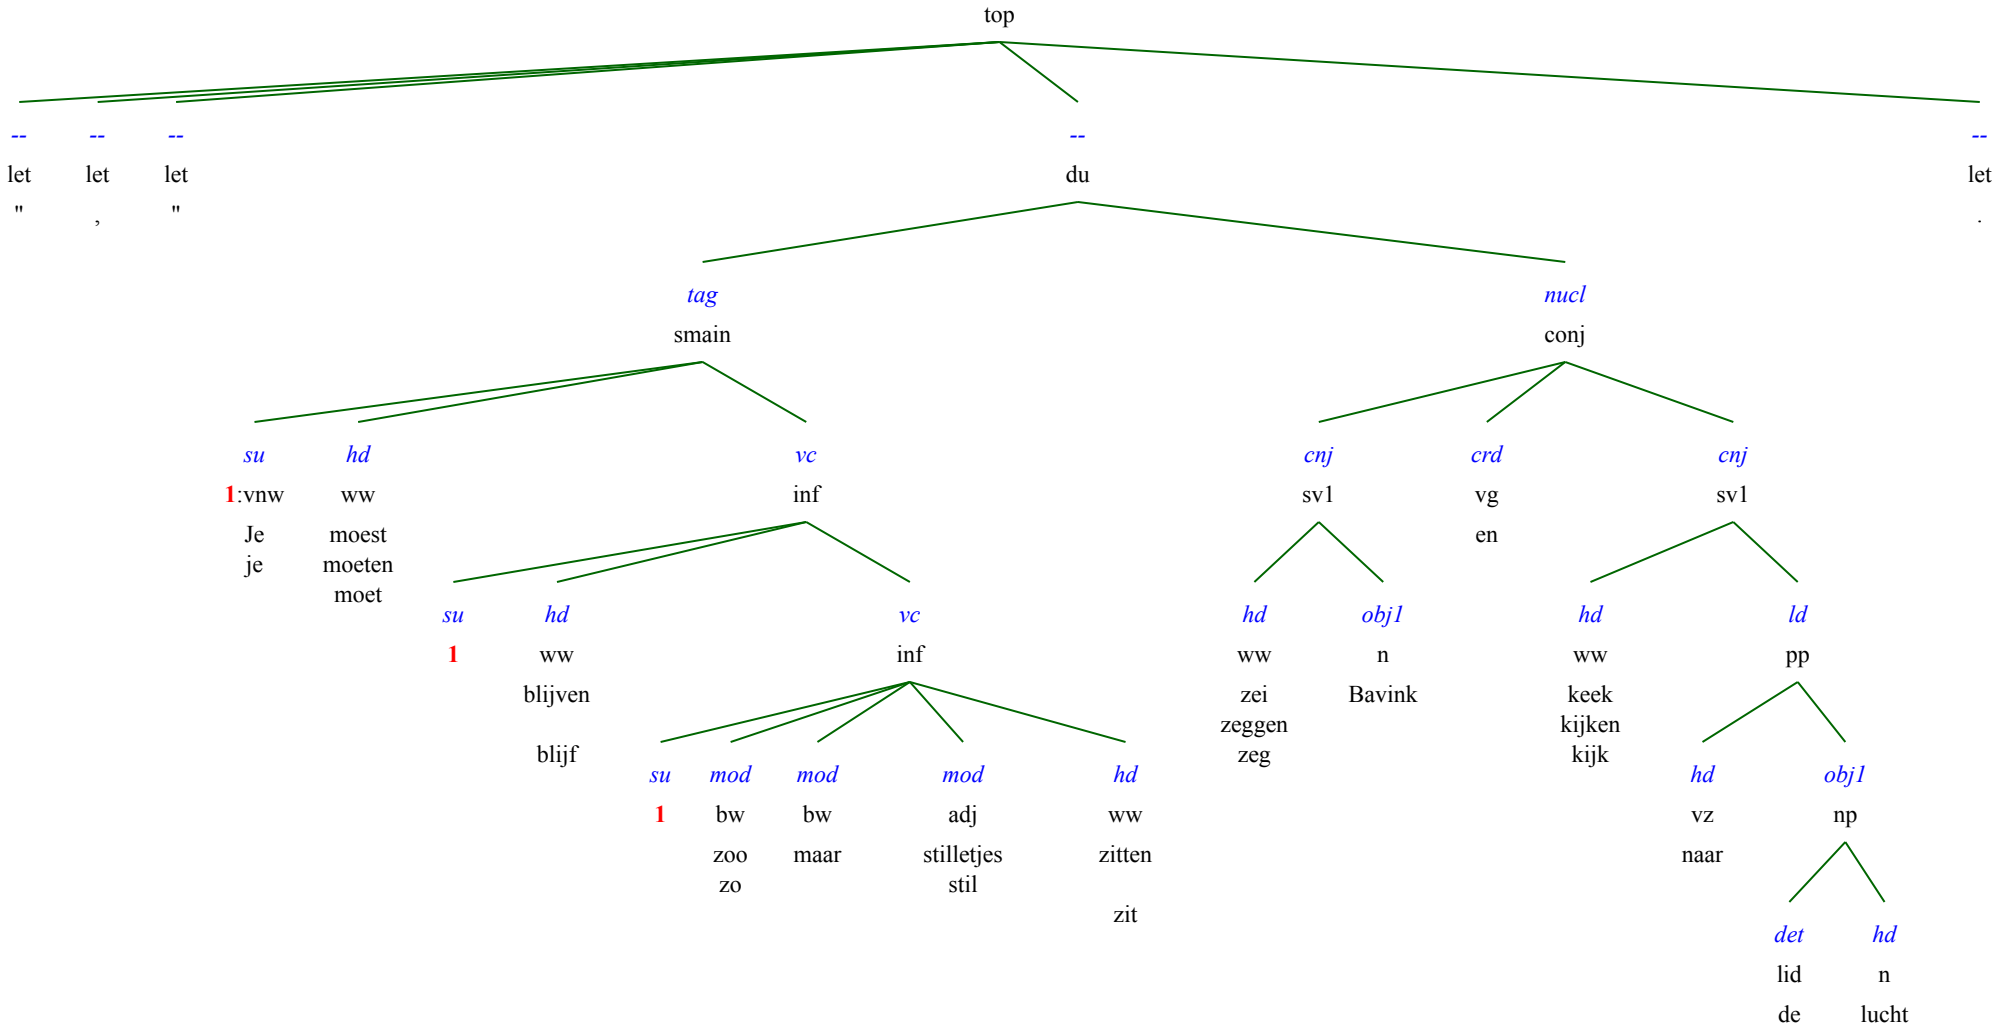 top
-- -- -- -- --
let let let du let
" , " .
tag nucl
smain conj
su hd vc cnj crd cnj
1:vnw ww inf sv1 vg sv1
Je moest en
je moeten
moet
su hd vc hd obj1 hd ld
1 ww inf ww n ww pp
blijven zei Bavink keek
zeggen kijken
blijf zeg kijk
su mod mod mod hd hd obj1
1 bw bw adj ww vz np
zoo maar stilletjes zitten naar
zo stil
zit
det hd
lid n
de lucht